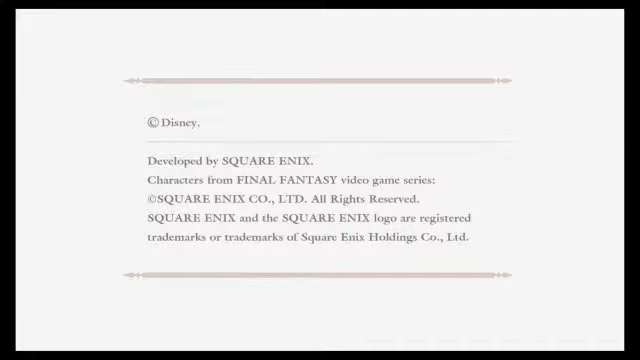 © Disney.
Developed by SQUARE ENIX.
Characters from FINAL FANTASY video game series:
©SQUARE ENIX CO., LTD. All Rights Reserved.
SQUARE ENIX and the SQUARE ENIX logo are registered
trademarks or trademarks of Square Enix Holdings Co., Ltd.